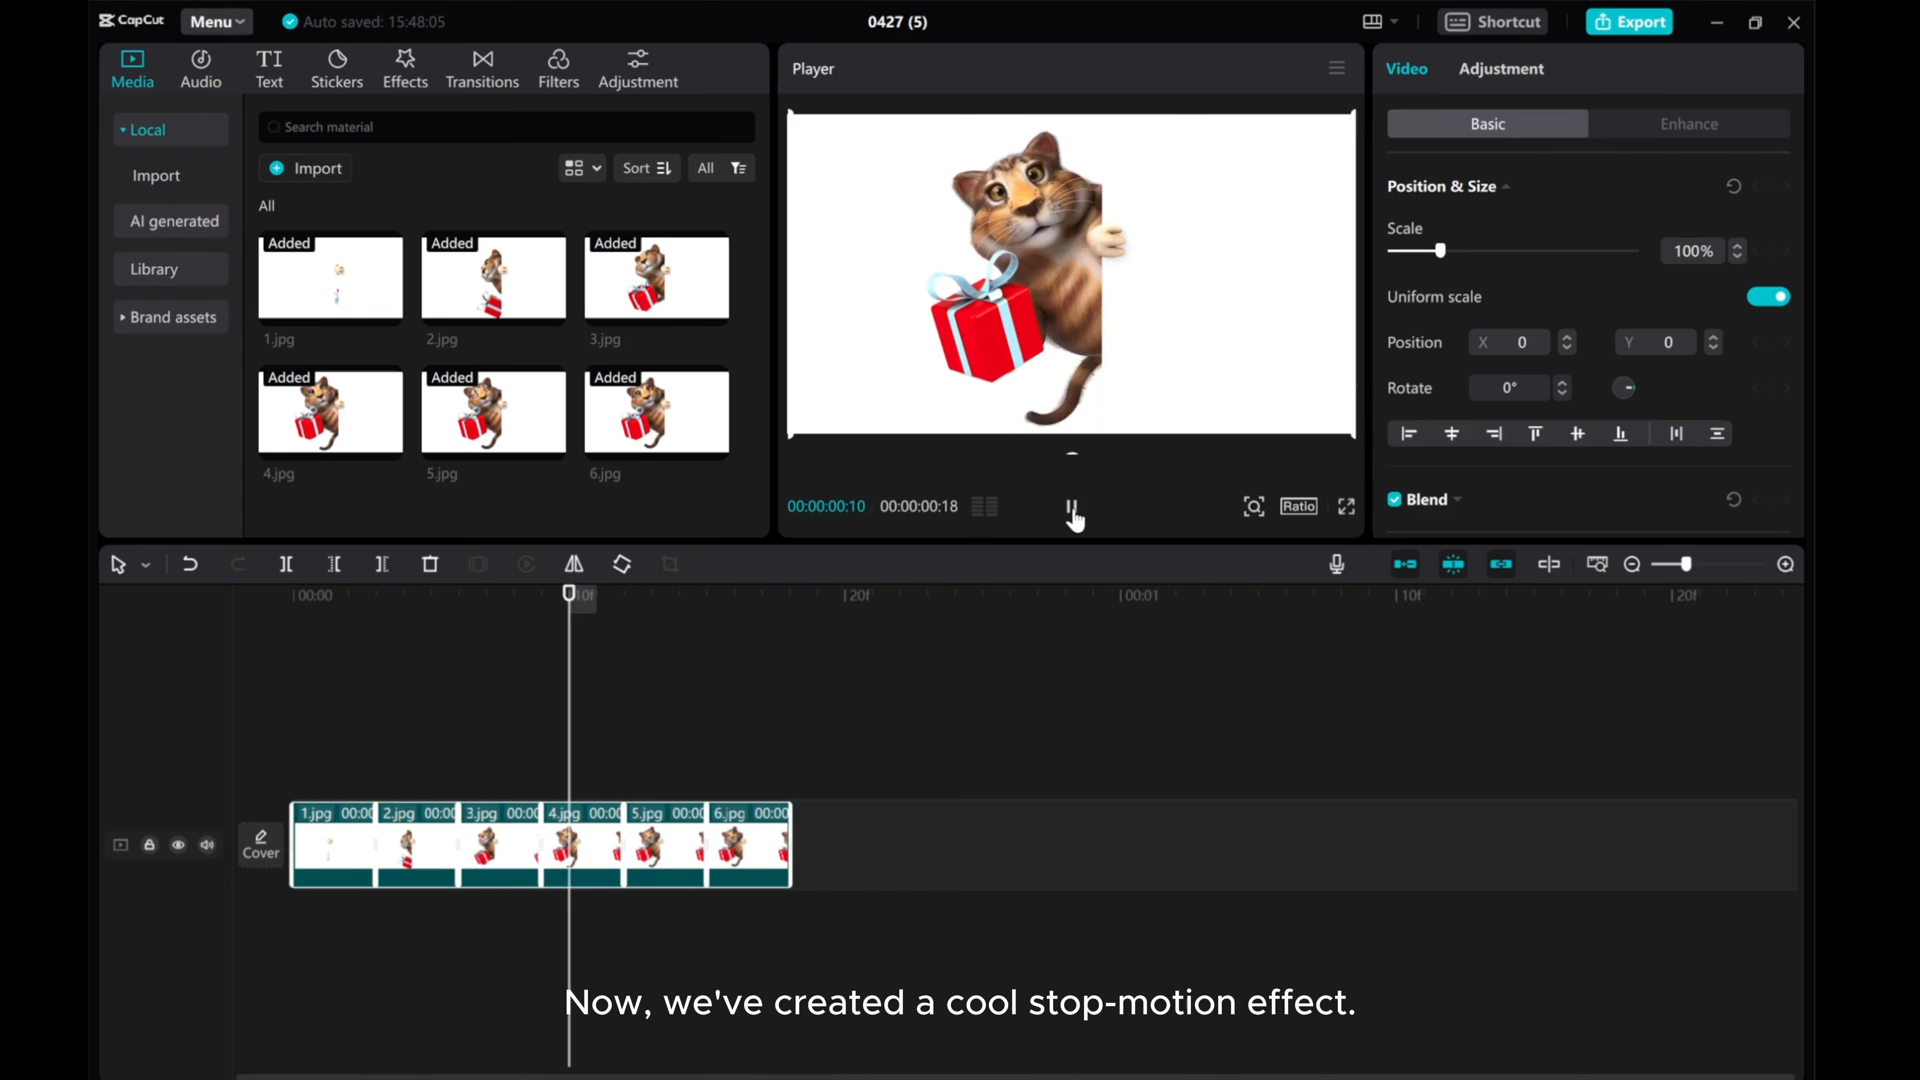 CapCut
Menu
Auto saved: 15:48:05
0427 (5)
Shortcut
Export
Media
Audio
Text
Stickers
Effects
Transitions
Filters
Adjustment
Local
Import
AI generated
Library
Brand assets
Search material
Import
Sort
All
All
Added
Added
Added
1.jpg
2.jpg
3.jpg
Added
Added
Added
4.jpg
5.jpg
6.jpg
Player
00:00:00:10
00:00:00:18
Ratio
Video
Adjustment
Basic
Enhance
Position & Size
Scale
100%
Uniform scale
Position X 0 Y 0
Rotate 0°
Blend
00:00
10f
20f
00:01
10f
20f
Cover
1.jpg 00:00
2.jpg 00:00
3.jpg 00:00
4.jpg 00:00
5.jpg 00:00
6.jpg 00:00
Now, we've created a cool stop-motion effect.